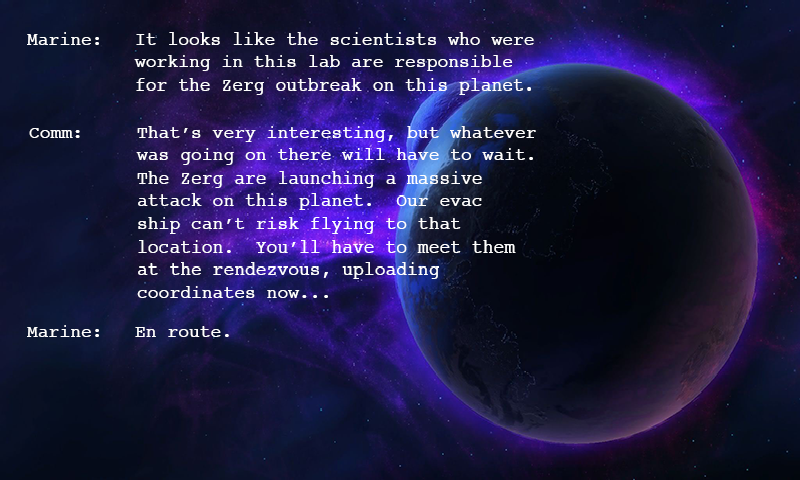 Marine: It looks like the scientists who were
working in this lab are responsible
for the Zerg outbreak on this planet.
Comm: That's very interesting, but whatever
was going on there will have to wait.
The Zerg are launching a massive
attack on this planet. Our evac
ship can't risk flying to that
location. You'll have to meet them
at the rendezvous, uploading
coordinates now...
Marine: En route.